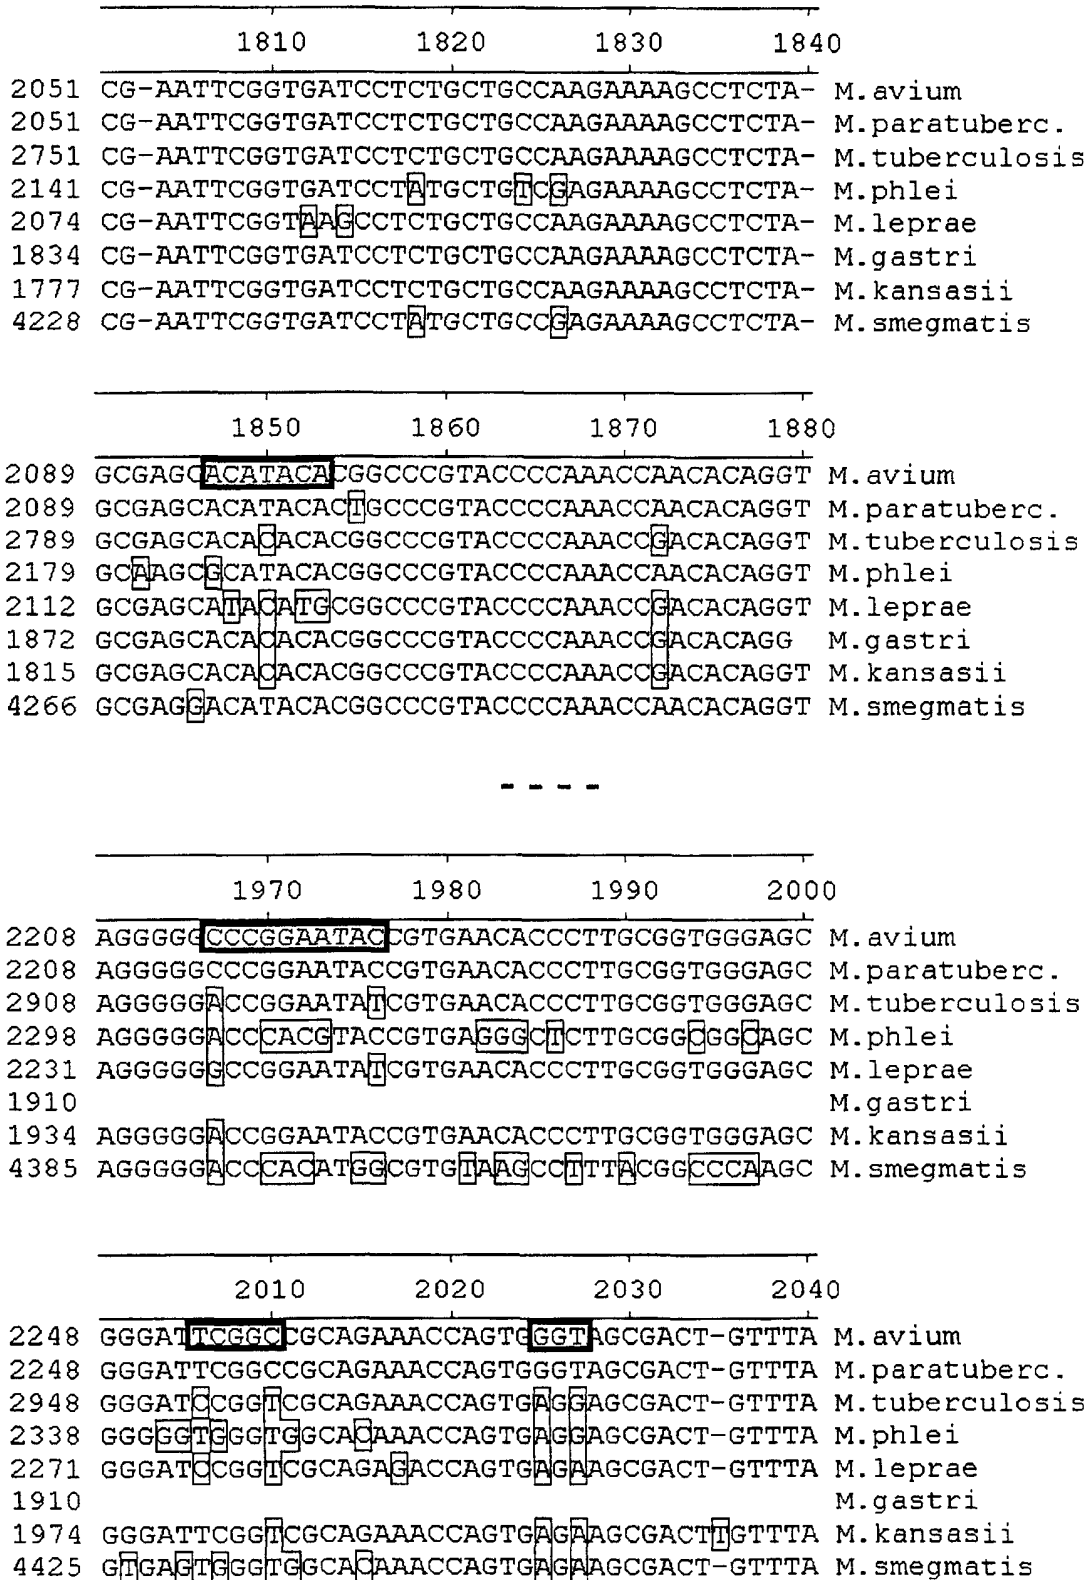 1810 1820 1830 1840
2051 CG-AATTCGGTGATCCTCTGCTGCCAAGAAAAGCCTCTA- M.avium
2051 CG-AATTCGGTGATCCTCTGCTGCCAAGAAAAGCCTCTA- M.paratuberc.
2751 CG-AATTCGGTGATCCTCTGCTGCCAAGAAAAGCCTCTA- M.tuberculosis
2141 CG-AATTCGGTGATCCTATGCTGTCGAGAAAAGCCTCTA- M.phlei
2074 CG-AATTCGGTAAGCCTCTGCTGCCAAGAAAAGCCTCTA- M.leprae
1834 CG-AATTCGGTGATCCTCTGCTGCCAAGAAAAGCCTCTA- M.gastri
1777 CG-AATTCGGTGATCCTCTGCTGCCAAGAAAAGCCTCTA- M.kansasii
4228 CG-AATTCGGTGATCCTATGCTGCCGAGAAAAGCCTCTA- M.smegmatis
1850 1860 1870 1880
2089 GCGAGCACATACACGGCCCGTACCCCAAACCAACACAGGT M.avium
2089 GCGAGCACATACACTGCCCGTACCCCAAACCAACACAGGT M.paratuberc.
2789 GCGAGCACACACACGGCCCGTACCCCAAACCGACACAGGT M.tuberculosis
2179 GCAAGCGCATACACGGCCCGTACCCCAAACCAACACAGGT M.phlei
2112 GCGAGCATACATGCGGCCCGTACCCCAAACCGACACAGGT M.leprae
1872 GCGAGCACACACACGGCCCGTACCCCAAACCGACACAGG M.gastri
1815 GCGAGCACACACACGGCCCGTACCCCAAACCGACACAGGT M.kansasii
4266 GCGAGGACATACACGGCCCGTACCCCAAACCAACACAGGT M.smegmatis
- - - -
1970 1980 1990 2000
2208 AGGGGGCCCGGAATACCGTGAACACCCTTGCGGTGGGAGC M.avium
2208 AGGGGGCCCGGAATACCGTGAACACCCTTGCGGTGGGAGC M.paratuberc.
2908 AGGGGGACCGGAATATCGTGAACACCCTTGCGGTGGGAGC M.tuberculosis
2298 AGGGGGACCCACGTACCGTGAGGGCTCTTGCGGCGGCAGC M.phlei
2231 AGGGGGGCCGGAATATCGTGAACACCCTTGCGGTGGGAGC M.leprae
1910 M.gastri
1934 AGGGGGACCGGAATACCGTGAACACCCTTGCGGTGGGAGC M.kansasii
4385 AGGGGGACCCACATGGCGTGTAAGCCTTTACGGCCCAAGC M.smegmatis
2010 2020 2030 2040
2248 GGGATTCGGCCGCAGAAACCAGTGGGTAGCGACT-GTTTA M.avium
2248 GGGATTCGGCCGCAGAAACCAGTGGGTAGCGACT-GTTTA M.paratuberc.
2948 GGGATCCGGTCGCAGAAACCAGTGAGGAGCGACT-GTTTA M.tuberculosis
2338 GGGGGTGGGTGGCACAAACCAGTGAGGAGCGACT-GTTTA M.phlei
2271 GGGATCCGGTCGCAGAGACCAGTGAGAAGCGACT-GTTTA M.leprae
1910 M.gastri
1974 GGGATTCGGTCGCAGAAACCAGTGAGAAGCGACTTGTTTA M.kansasii
4425 GTGAGTGGGTGGCACAAACCAGTGAGAAGCGACT-GTTTA M.smegmatis